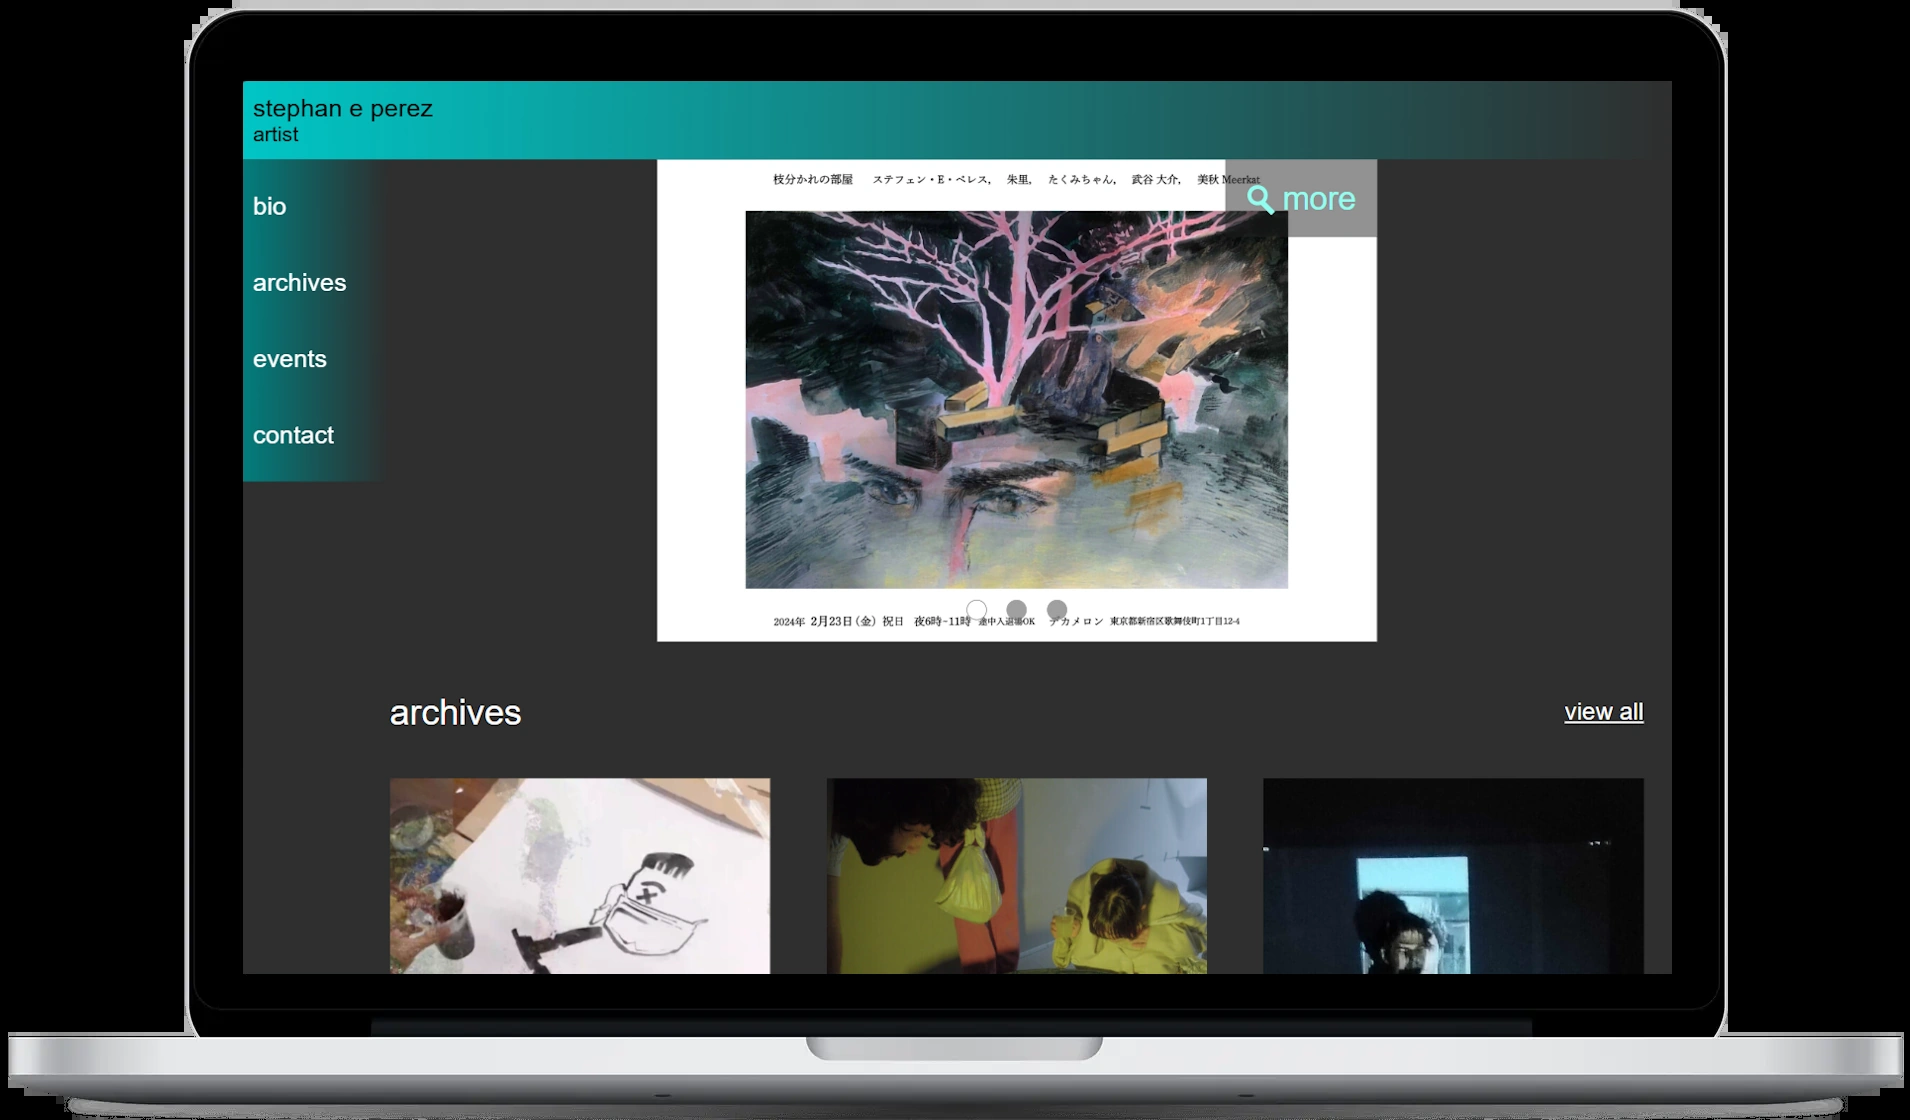 stephan e perez
artist
bio
archives
events
contact
枝分かれの部屋 ステフェン・E・ペレス, 朱里, たくみちゃん, 武谷 大介, 美秋 Meerkat
more
2024年 2月23日(金) 祝日 夜6時-11時 途中入退場OK デカメロン 東京都新宿区歌舞伎町1丁目12-4
archives
view all